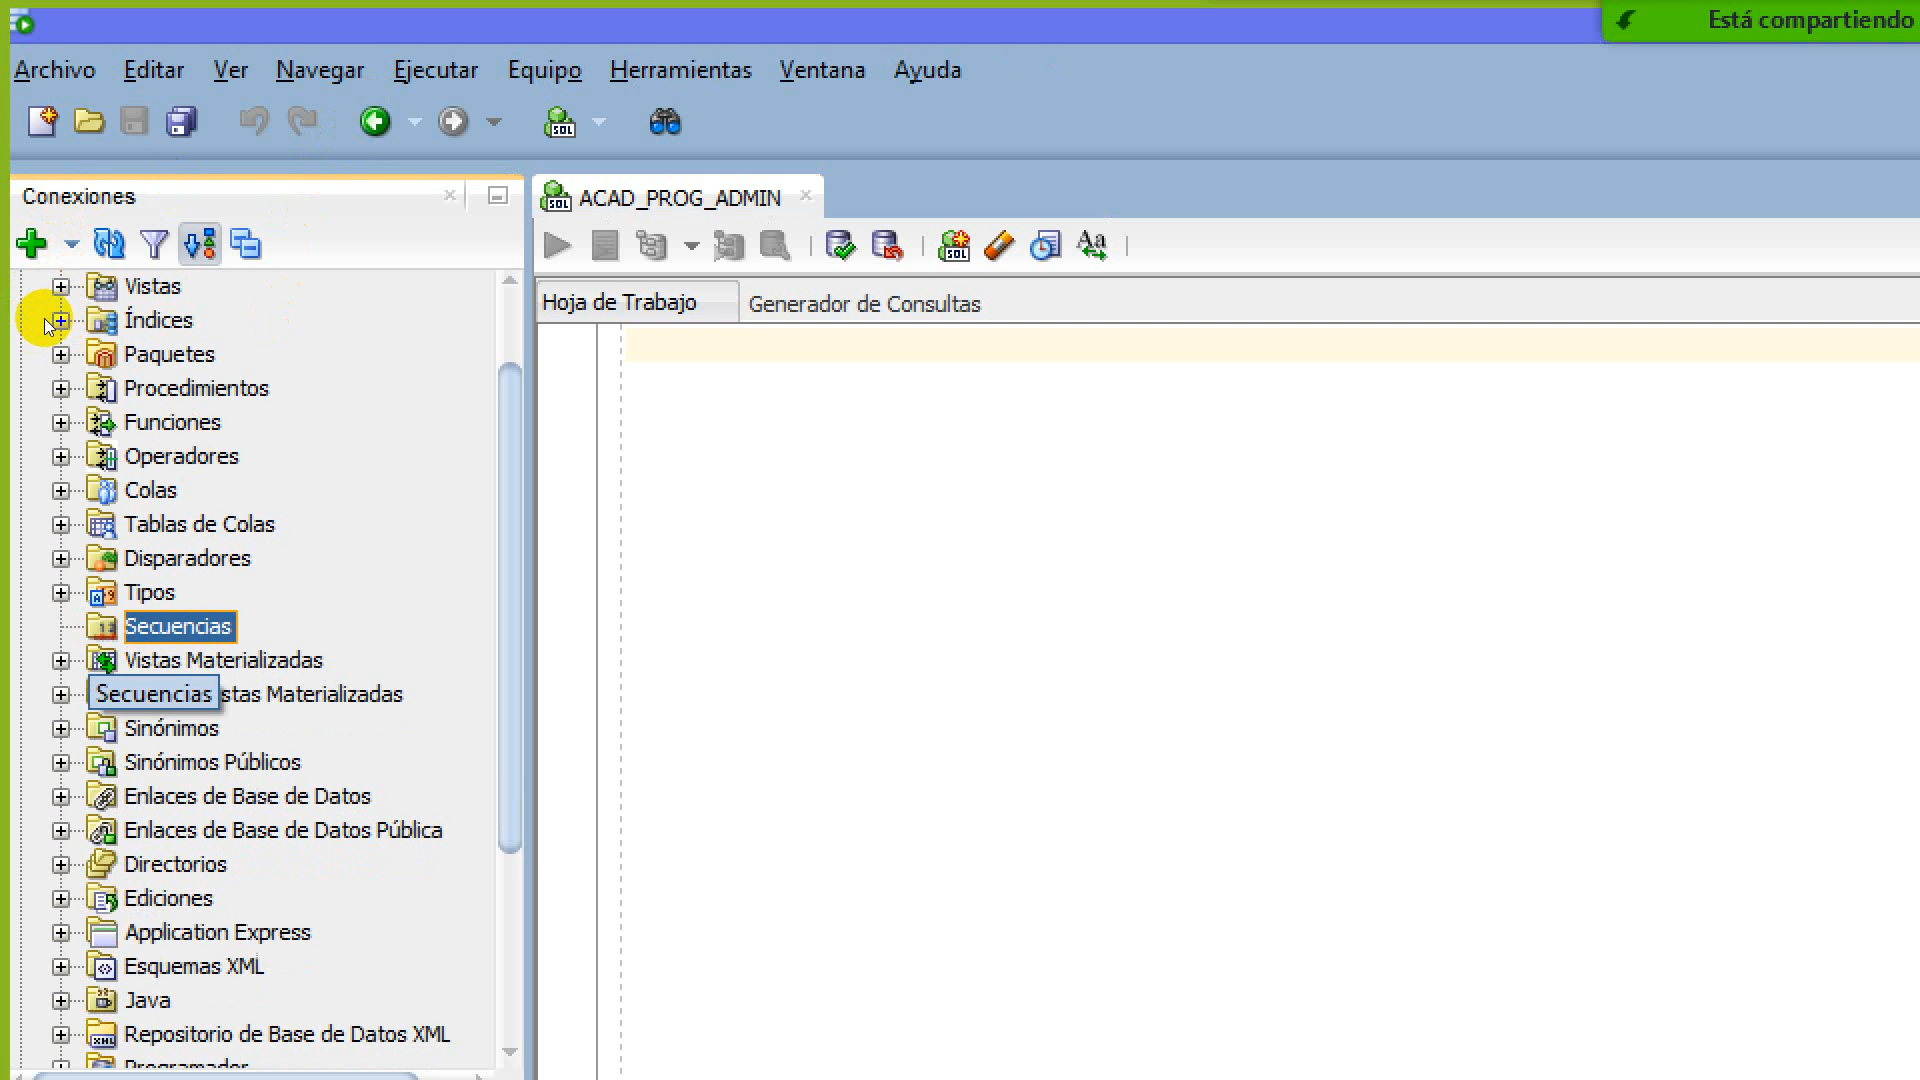 Está compartiendo
Archivo Editar Ver Navegar Ejecutar Equipo Herramientas Ventana Ayuda
Conexiones
ACAD_PROG_ADMIN
Hoja de Trabajo Generador de Consultas
Vistas
Índices
Paquetes
Procedimientos
Funciones
Operadores
Colas
Tablas de Colas
Disparadores
Tipos
Secuencias
Vistas Materializadas
Secuencias stas Materializadas
Sinónimos
Sinónimos Públicos
Enlaces de Base de Datos
Enlaces de Base de Datos Pública
Directorios
Ediciones
Application Express
Esquemas XML
Java
Repositorio de Base de Datos XML
Programador